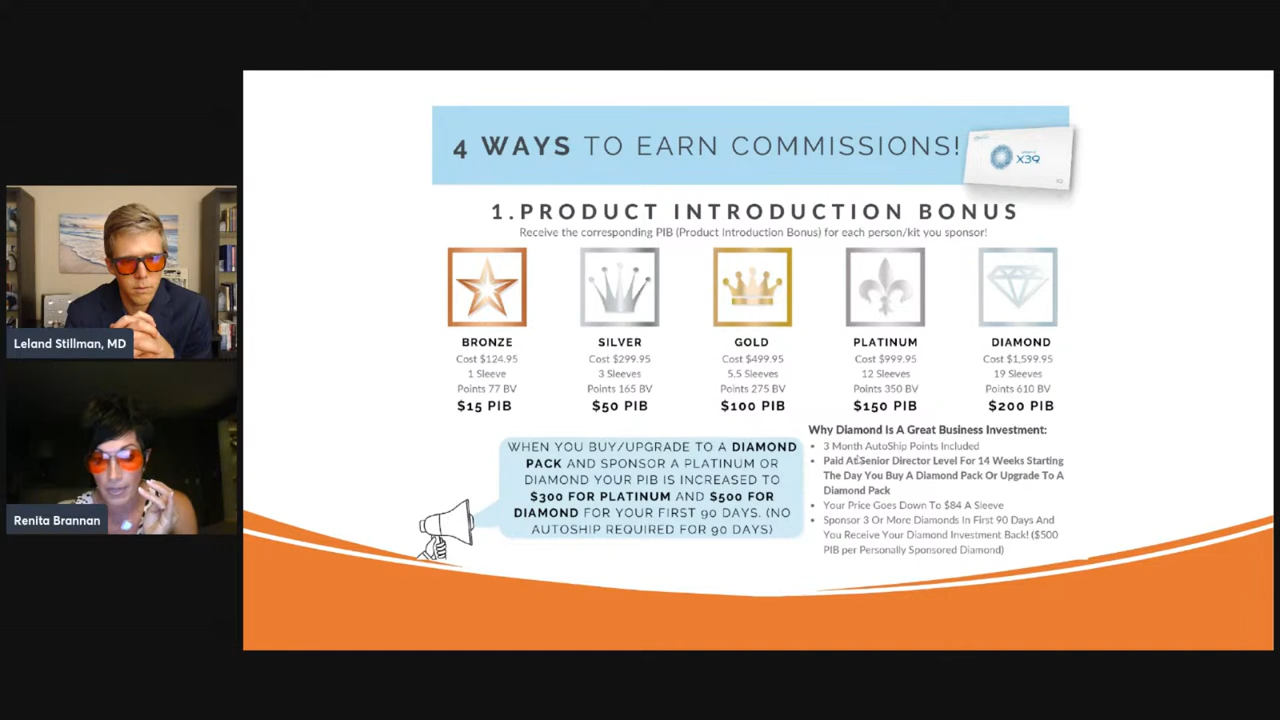 4 WAYS TO EARN COMMISSIONS!
X39
1.PRODUCT INTRODUCTION BONUS
Receive the corresponding PIB (Product Introduction Bonus) for each person/kit you sponsor!
BRONZE
Cost $124.95
1 Sleeve
Points 77 BV
$15 PIB
SILVER
Cost $299.95
3 Sleeves
Points 165 BV
$50 PIB
GOLD
Cost $499.95
5.5 Sleeves
Points 275 BV
$100 PIB
PLATINUM
Cost $999.95
12 Sleeves
Points 350 BV
$150 PIB
DIAMOND
Cost $1,599.95
19 Sleeves
Points 610 BV
$200 PIB
WHEN YOU BUY/UPGRADE TO A DIAMOND
PACK AND SPONSOR A PLATINUM OR
DIAMOND YOUR PIB IS INCREASED TO
$300 FOR PLATINUM AND $500 FOR
DIAMOND FOR YOUR FIRST 90 DAYS. (NO
AUTOSHIP REQUIRED FOR 90 DAYS)
Why Diamond Is A Great Business Investment:
• 3 Month AutoShip Points Included
• Paid At Senior Director Level For 14 Weeks Starting
The Day You Buy A Diamond Pack Or Upgrade To A
Diamond Pack
• Your Price Goes Down To $84 A Sleeve
• Sponsor 3 Or More Diamonds In First 90 Days And
You Receive Your Diamond Investment Back! ($500
PIB per Personally Sponsored Diamond)
Leland Stillman, MD
Renita Brannan